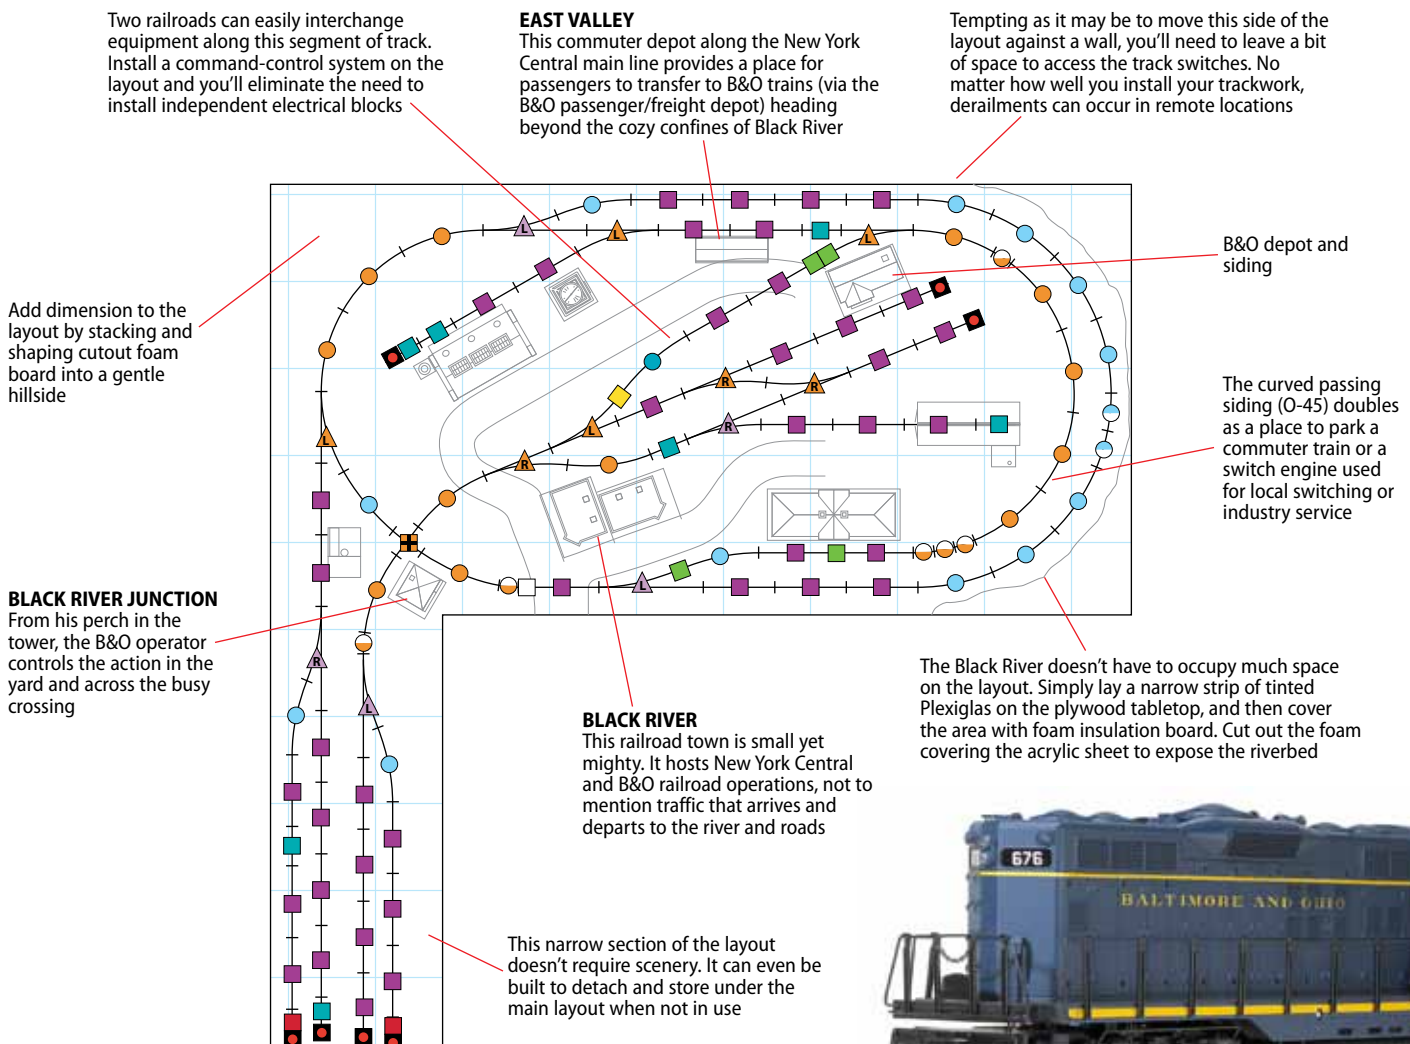 Two railroads can easily interchange
equipment along this segment of track.
Install a command-control system on the
layout and you’ll eliminate the need to
install independent electrical blocks
EAST VALLEY
This commuter depot along the New York
Central main line provides a place for
passengers to transfer to B&O trains (via the
B&O passenger/freight depot) heading
beyond the cozy confines of Black River
Tempting as it may be to move this side of the
layout against a wall, you’ll need to leave a bit
of space to access the track switches. No
matter how well you install your trackwork,
derailments can occur in remote locations
B&O depot and
siding
Add dimension to the
layout by stacking and
shaping cutout foam
board into a gentle
hillside
The curved passing
siding (O-45) doubles
as a place to park a
commuter train or a
switch engine used
for local switching or
industry service
BLACK RIVER JUNCTION
From his perch in the
tower, the B&O operator
controls the action in the
yard and across the busy
crossing
BLACK RIVER
This railroad town is small yet
mighty. It hosts New York Central
and B&O railroad operations, not to
mention traffic that arrives and
departs to the river and roads
The Black River doesn’t have to occupy much space
on the layout. Simply lay a narrow strip of tinted
Plexiglas on the plywood tabletop, and then cover
the area with foam insulation board. Cut out the foam
covering the acrylic sheet to expose the riverbed
This narrow section of the layout
doesn’t require scenery. It can even be
built to detach and store under the
main layout when not in use
L
L
L
L
R
R
L
R
R
L
R
L
676
BALTIMORE AND OHIO